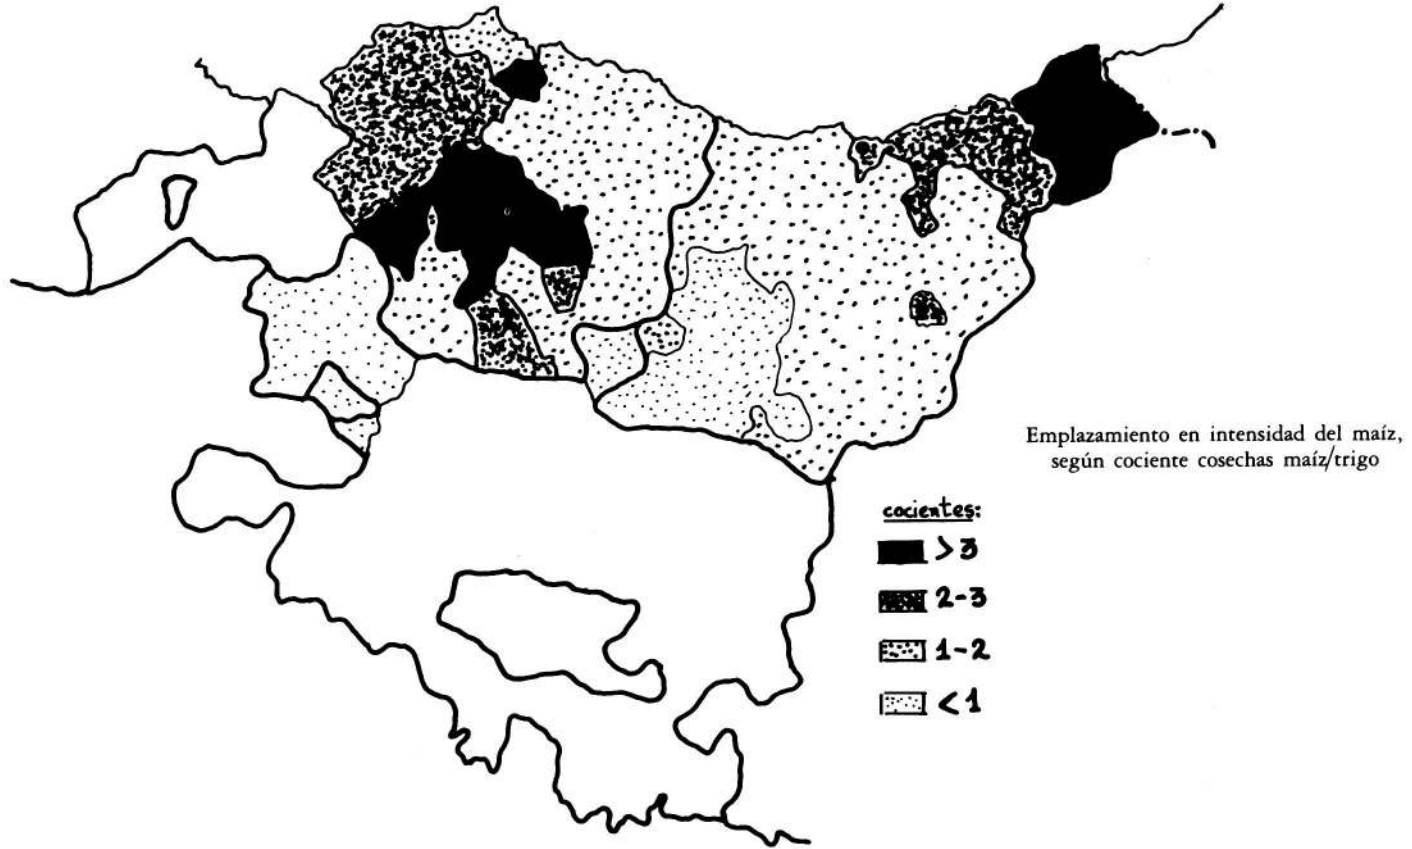 Emplazamiento en intensidad del maíz,
según cociente cosechas maíz/trigo
cocientes:
>3
2-3
1-2
<1